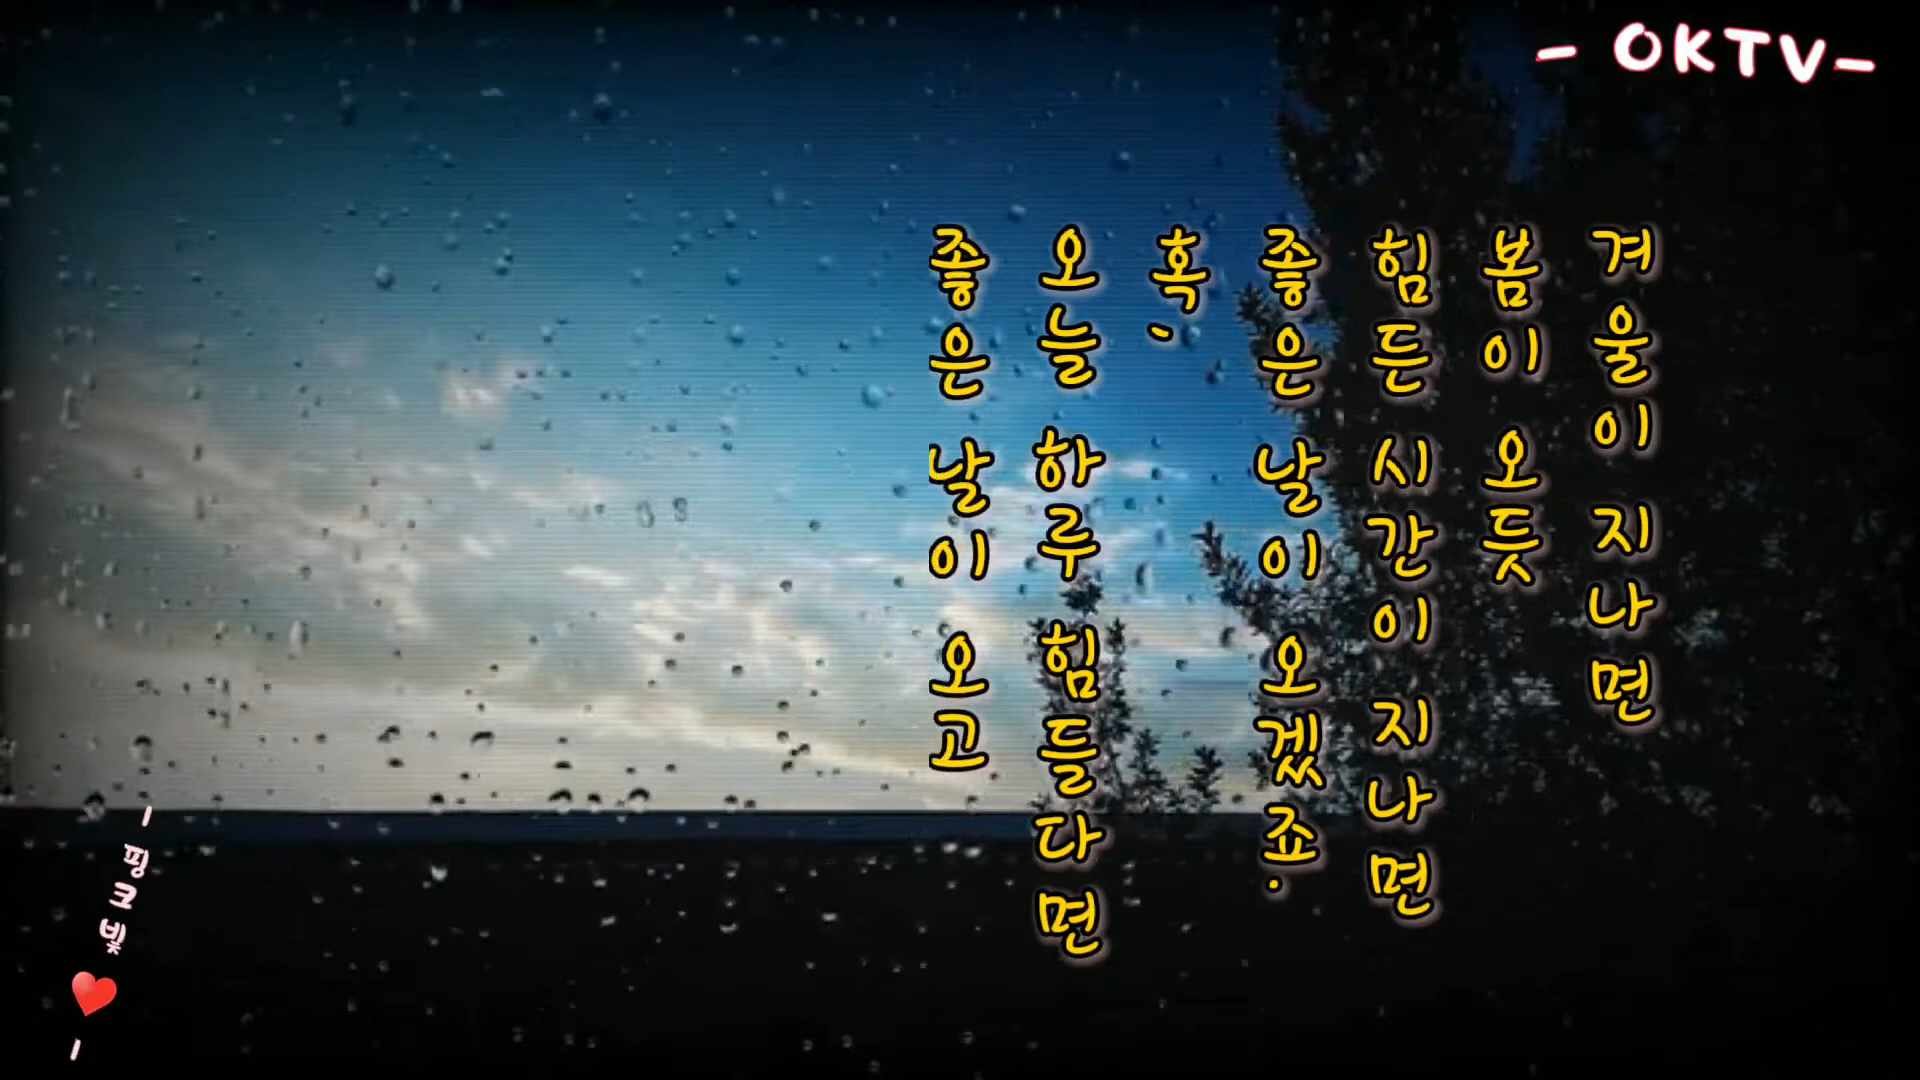 - OKTV-
겨울이 지나면
봄이 오듯
힘든 시간이 지나면
좋은 날이 오겠죠.
혹,
오늘 하루 힘들다면
좋은 날이 오고
- 핑크팻 ♥ -